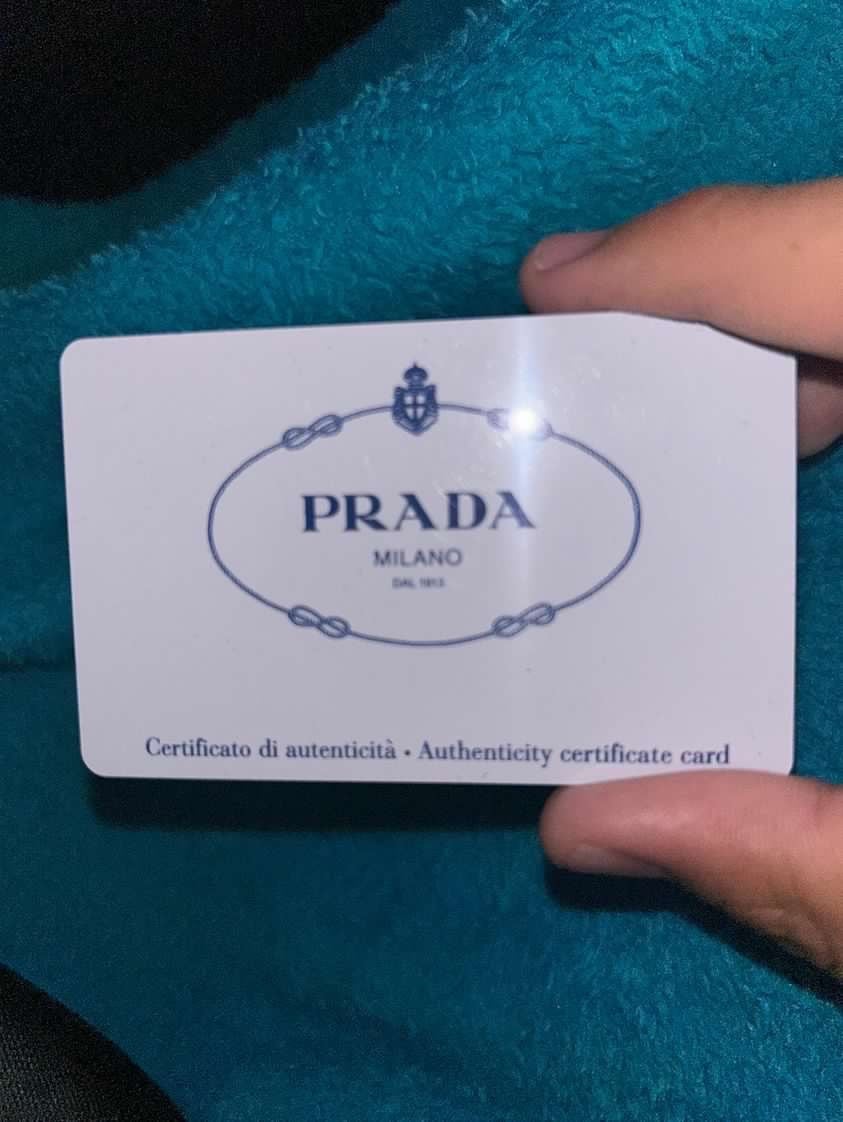 PRADA
MILANO
DAL 1913
Certificato di autenticità • Authenticity certificate card